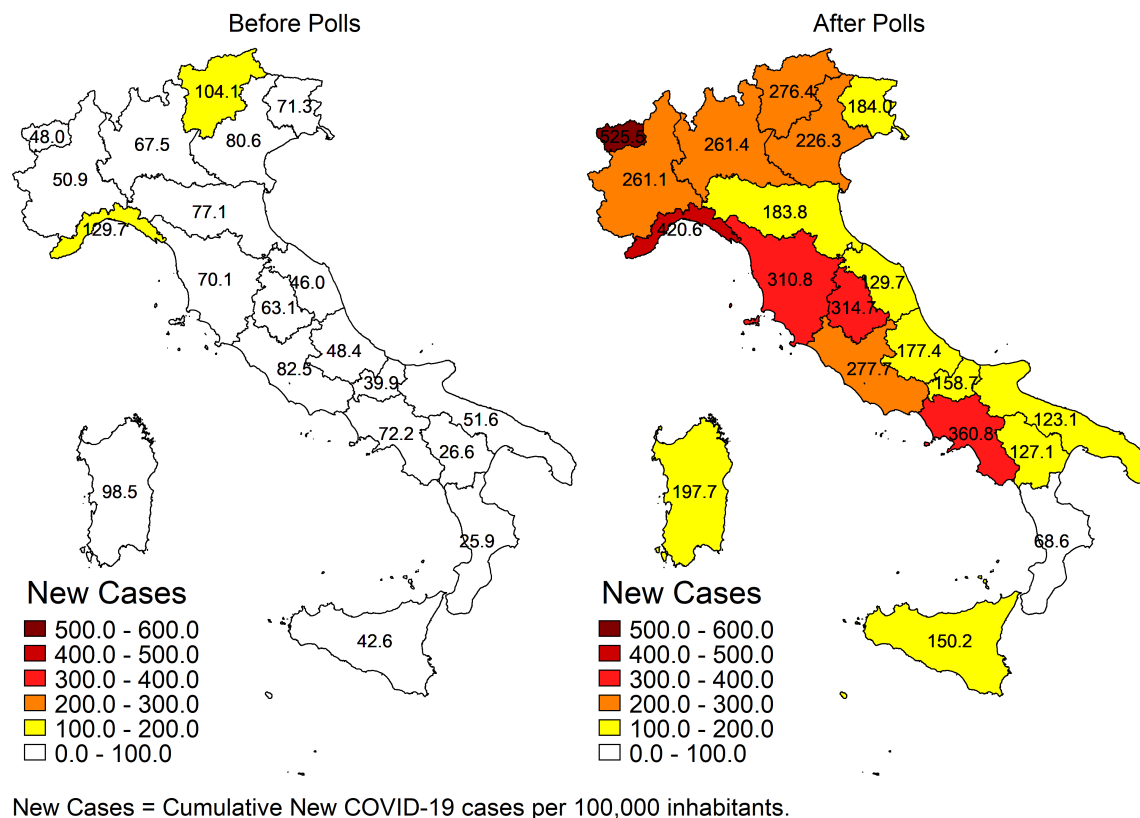 Before Polls
104.1
71.3
48.0
67.5
80.6
50.9
77.1
129.7
70.1
46.0
63.1
48.4
82.5
39.9
51.6
72.2
26.6
98.5
25.9
42.6
New Cases
500.0 - 600.0
400.0 - 500.0
300.0 - 400.0
200.0 - 300.0
100.0 - 200.0
0.0 - 100.0
After Polls
276.4
184.0
525.5
261.4
226.3
261.1
183.8
420.6
310.8
129.7
314.7
177.4
277.7
158.7
123.1
360.8
127.1
197.7
68.6
150.2
New Cases
500.0 - 600.0
400.0 - 500.0
300.0 - 400.0
200.0 - 300.0
100.0 - 200.0
0.0 - 100.0
New Cases = Cumulative New COVID-19 cases per 100,000 inhabitants.